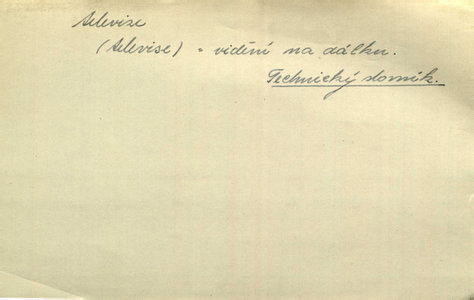 televize
(televise) = vidění na dálku.
Technický slovník.